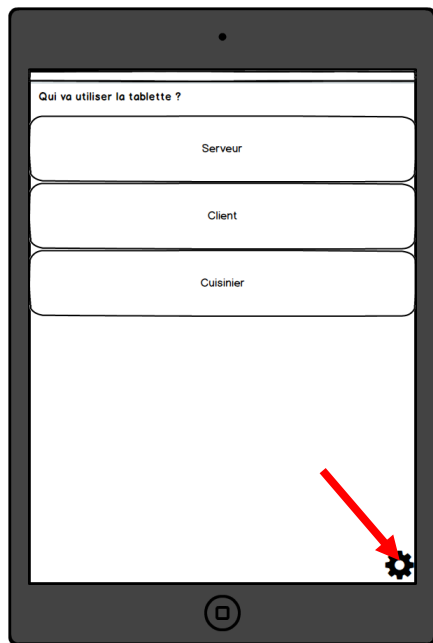 Qui va utiliser la tablette ?
Serveur
Client
Cuisinier